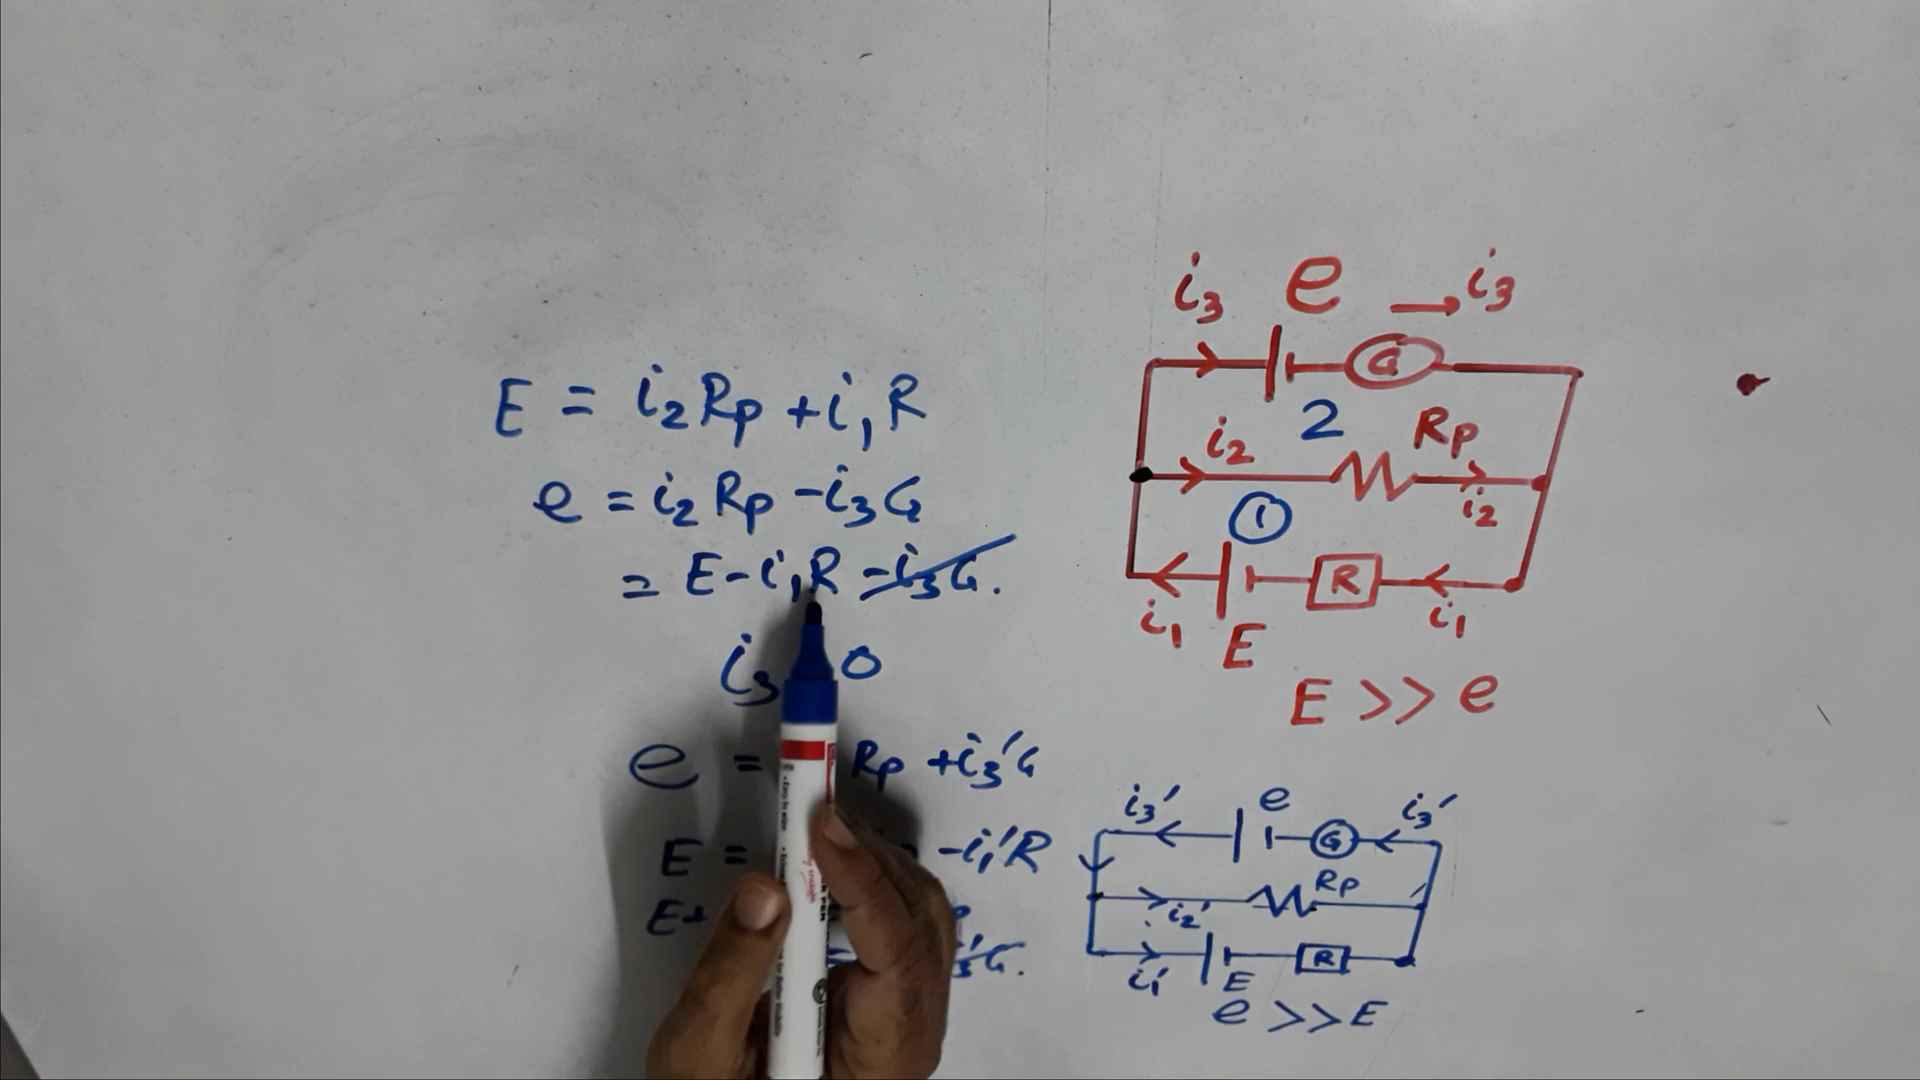 E = i₂Rp + i₁R
e = i₂Rp - i₃G
= E - i₁R - i₃G.
i₃ 0
e = Rp + i₃'G
E = - i₁'R
E+
i₃'G.
i₃ e → i₃
G
2
i₂ Rp
i₂
①
R
i₁ E i₁
E >> e
i₃' e i₃'
G
Rp
i₂'
R
i₁' E
e >> E